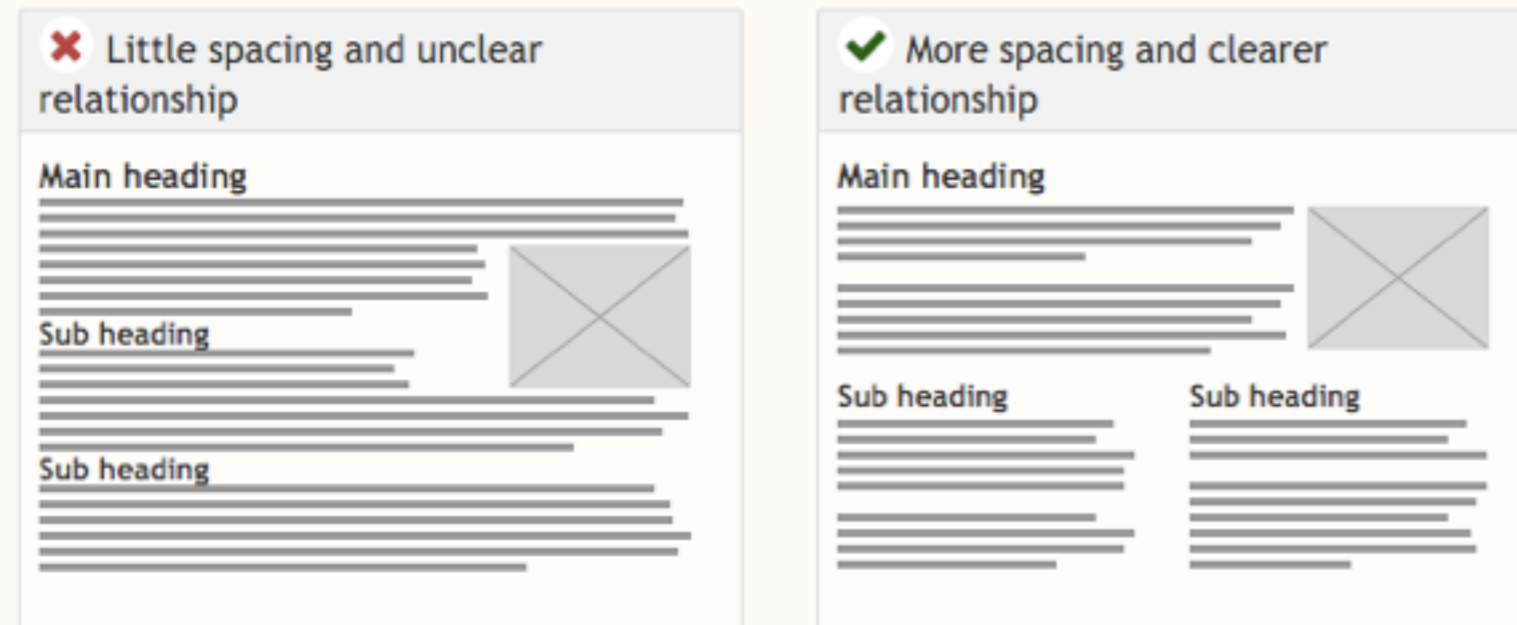 Little spacing and unclear
relationship
Main heading
Sub heading
Sub heading
More spacing and clearer
relationship
Main heading
Sub heading
Sub heading